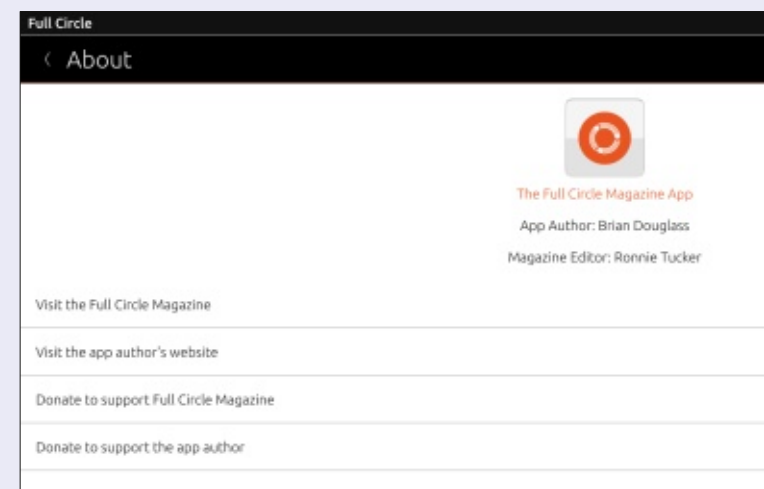 Full Circle
About
The Full Circle Magazine App
App Author: Brian Douglass
Magazine Editor: Ronnie Tucker
Visit the Full Circle Magazine
Visit the app author's website
Donate to support Full Circle Magazine
Donate to support the app author